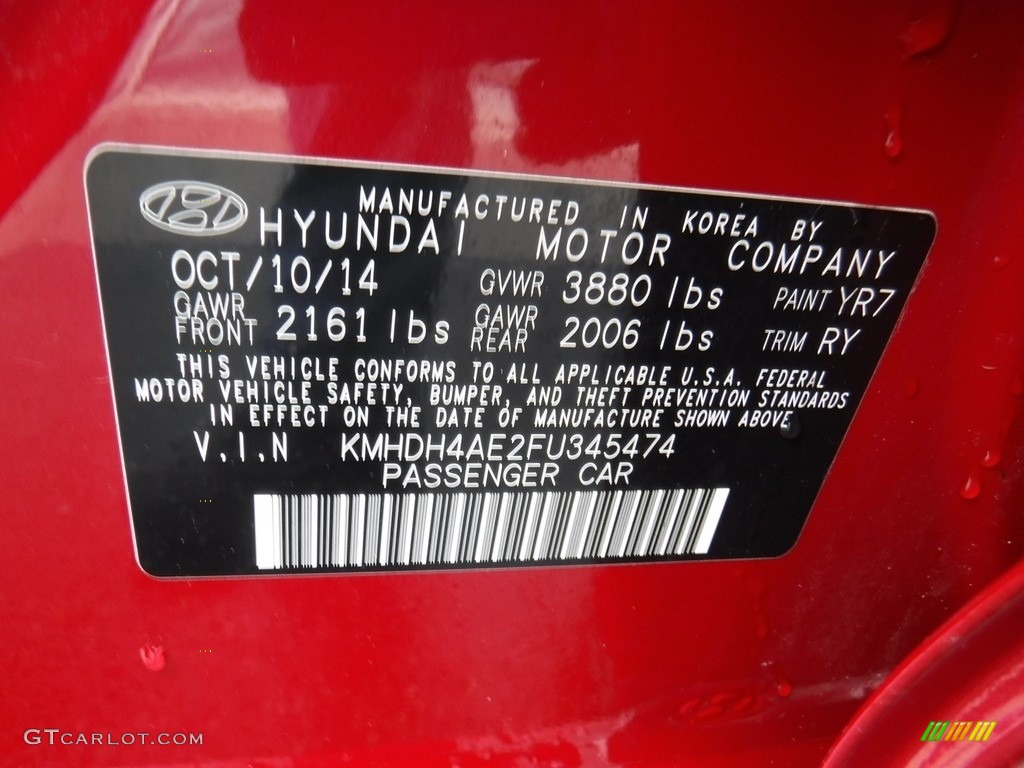 MANUFACTURED IN KOREA BY
HYUNDAI MOTOR COMPANY
OCT/10/14 GVWR 3880 lbs PAINT YR7
GAWR FRONT 2161 lbs GAWR REAR 2006 lbs TRIM RY
THIS VEHICLE CONFORMS TO ALL APPLICABLE U.S.A. FEDERAL
MOTOR VEHICLE SAFETY, BUMPER, AND THEFT PREVENTION STANDARDS
IN EFFECT ON THE DATE OF MANUFACTURE SHOWN ABOVE
V.I.N KMHDH4AE2FU345474
PASSENGER CAR
GTCARLOT.COM